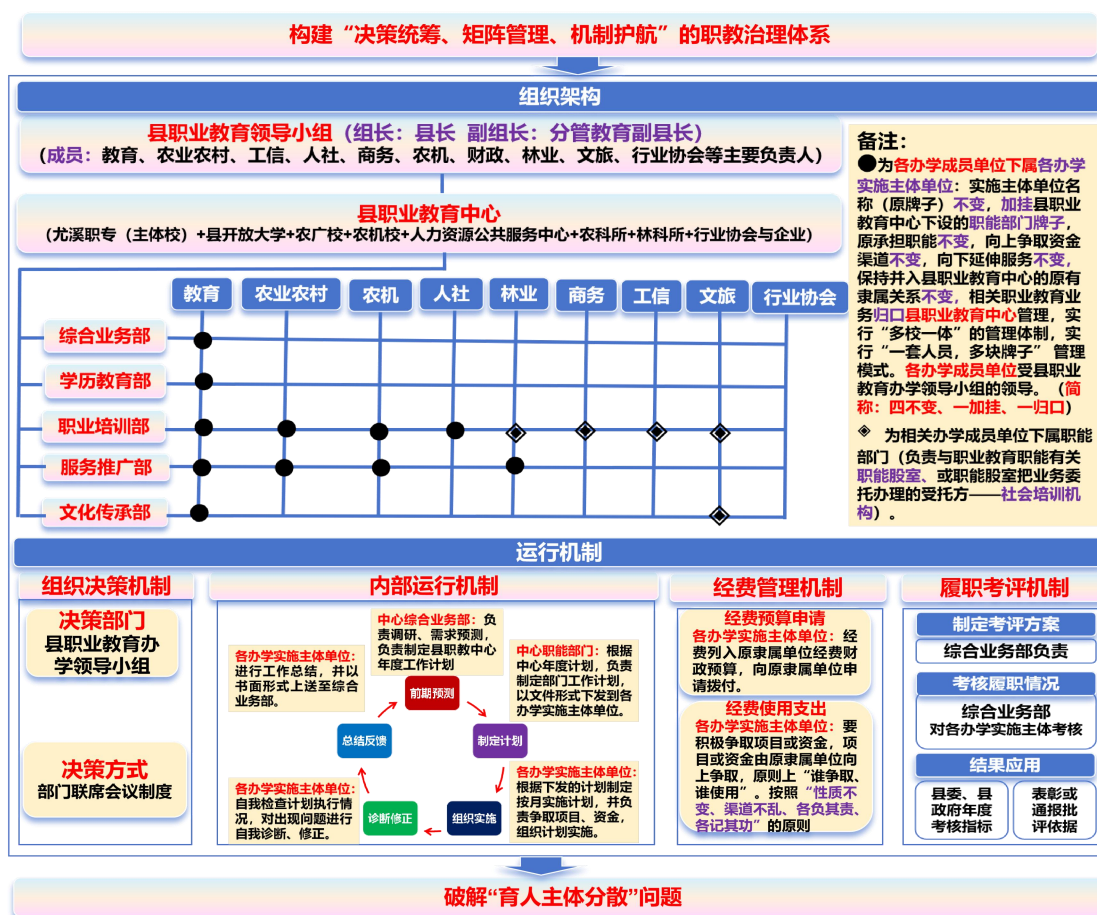 构建“决策统筹、矩阵管理、机制护航”的职教治理体系
组织架构
县职业教育领导小组（组长：县长 副组长：分管教育副县长）
（成员：教育、农业农村、工信、人社、商务、农机、财政、林业、文旅、行业协会等主要负责人）
县职业教育中心
（尤溪职专（主体校）+县开放大学+农广校+农机校+人力资源公共服务中心+农科所+林科所+行业协会与企业）
教育 农业农村 农机 人社 林业 商务 工信 文旅 行业协会
综合业务部
学历教育部
职业培训部
服务推广部
文化传承部
备注：
●为各办学成员单位下属各办学
实施主体单位：实施主体单位名
称（原牌子）不变，加挂县职业
教育中心下设的职能部门牌子，
原承担职能不变，向上争取资金
渠道不变，向下延伸服务不变，
保持并入县职业教育中心的原有
隶属关系不变，相关职业教育业
务归口县职业教育中心管理，实
行“多校一体”的管理体制，实
行“一套人员，多块牌子” 管理
模式。各办学成员单位受县职业
教育办学领导小组的领导。（简
称：四不变、一加挂、一归口）
◈ 为相关办学成员单位下属职能
部门（负责与职业教育职能有关
职能股室、或职能股室把业务委
托办理的受托方——社会培训机
构）。
运行机制
组织决策机制
决策部门
县职业教育办
学领导小组
决策方式
部门联席会议制度
内部运行机制
中心综合业务部：负
责调研、需求预测，
负责制定县职教中心
年度工作计划
各办学实施主体单位：
进行工作总结，并以
书面形式上送至综合
业务部。
中心职能部门：根据
中心年度计划，负责
制定部门工作计划，
以文件形式下发到各
办学实施主体单位。
前期预测
总结反馈
制定计划
诊断修正
组织实施
各办学实施主体单位：
自我检查计划执行情
况，对出现问题进行
自我诊断、修正。
各办学实施主体单位：
根据下发的计划制定
按月实施计划，并负
责争取项目、资金，
组织计划实施。
经费管理机制
经费预算申请
各办学实施主体单位：经
费列入原隶属单位经费财
政预算，向原隶属单位申
请拨付。
经费使用支出
各办学实施主体单位：要
积极争取项目或资金，项
目或资金由原隶属单位向
上争取，原则上“谁争取、
谁使用”。按照“性质不
变、渠道不乱、各负其责、
各记其功”的原则
履职考评机制
制定考评方案
综合业务部负责
考核履职情况
综合业务部
对各办学实施主体考核
结果应用
县委、县
政府年度
考核指标
表彰或
通报批
评依据
破解“育人主体分散”问题